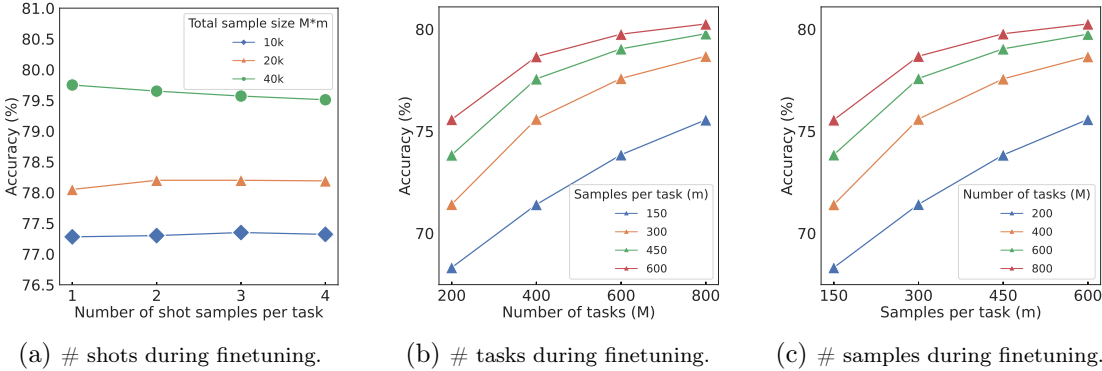 81.0
80.5
80.0
79.5
79.0
78.5
78.0
77.5
77.0
76.5
Accuracy (%)
Total sample size M*m
10k
20k
40k
1 2 3 4
Number of shot samples per task
(a) # shots during finetuning.
80
75
70
Accuracy (%)
Samples per task (m)
150
300
450
600
200 400 600 800
Number of tasks (M)
(b) # tasks during finetuning.
80
75
70
Accuracy (%)
Number of tasks (M)
200
400
600
800
150 300 450 600
Samples per task (m)
(c) # samples during finetuning.